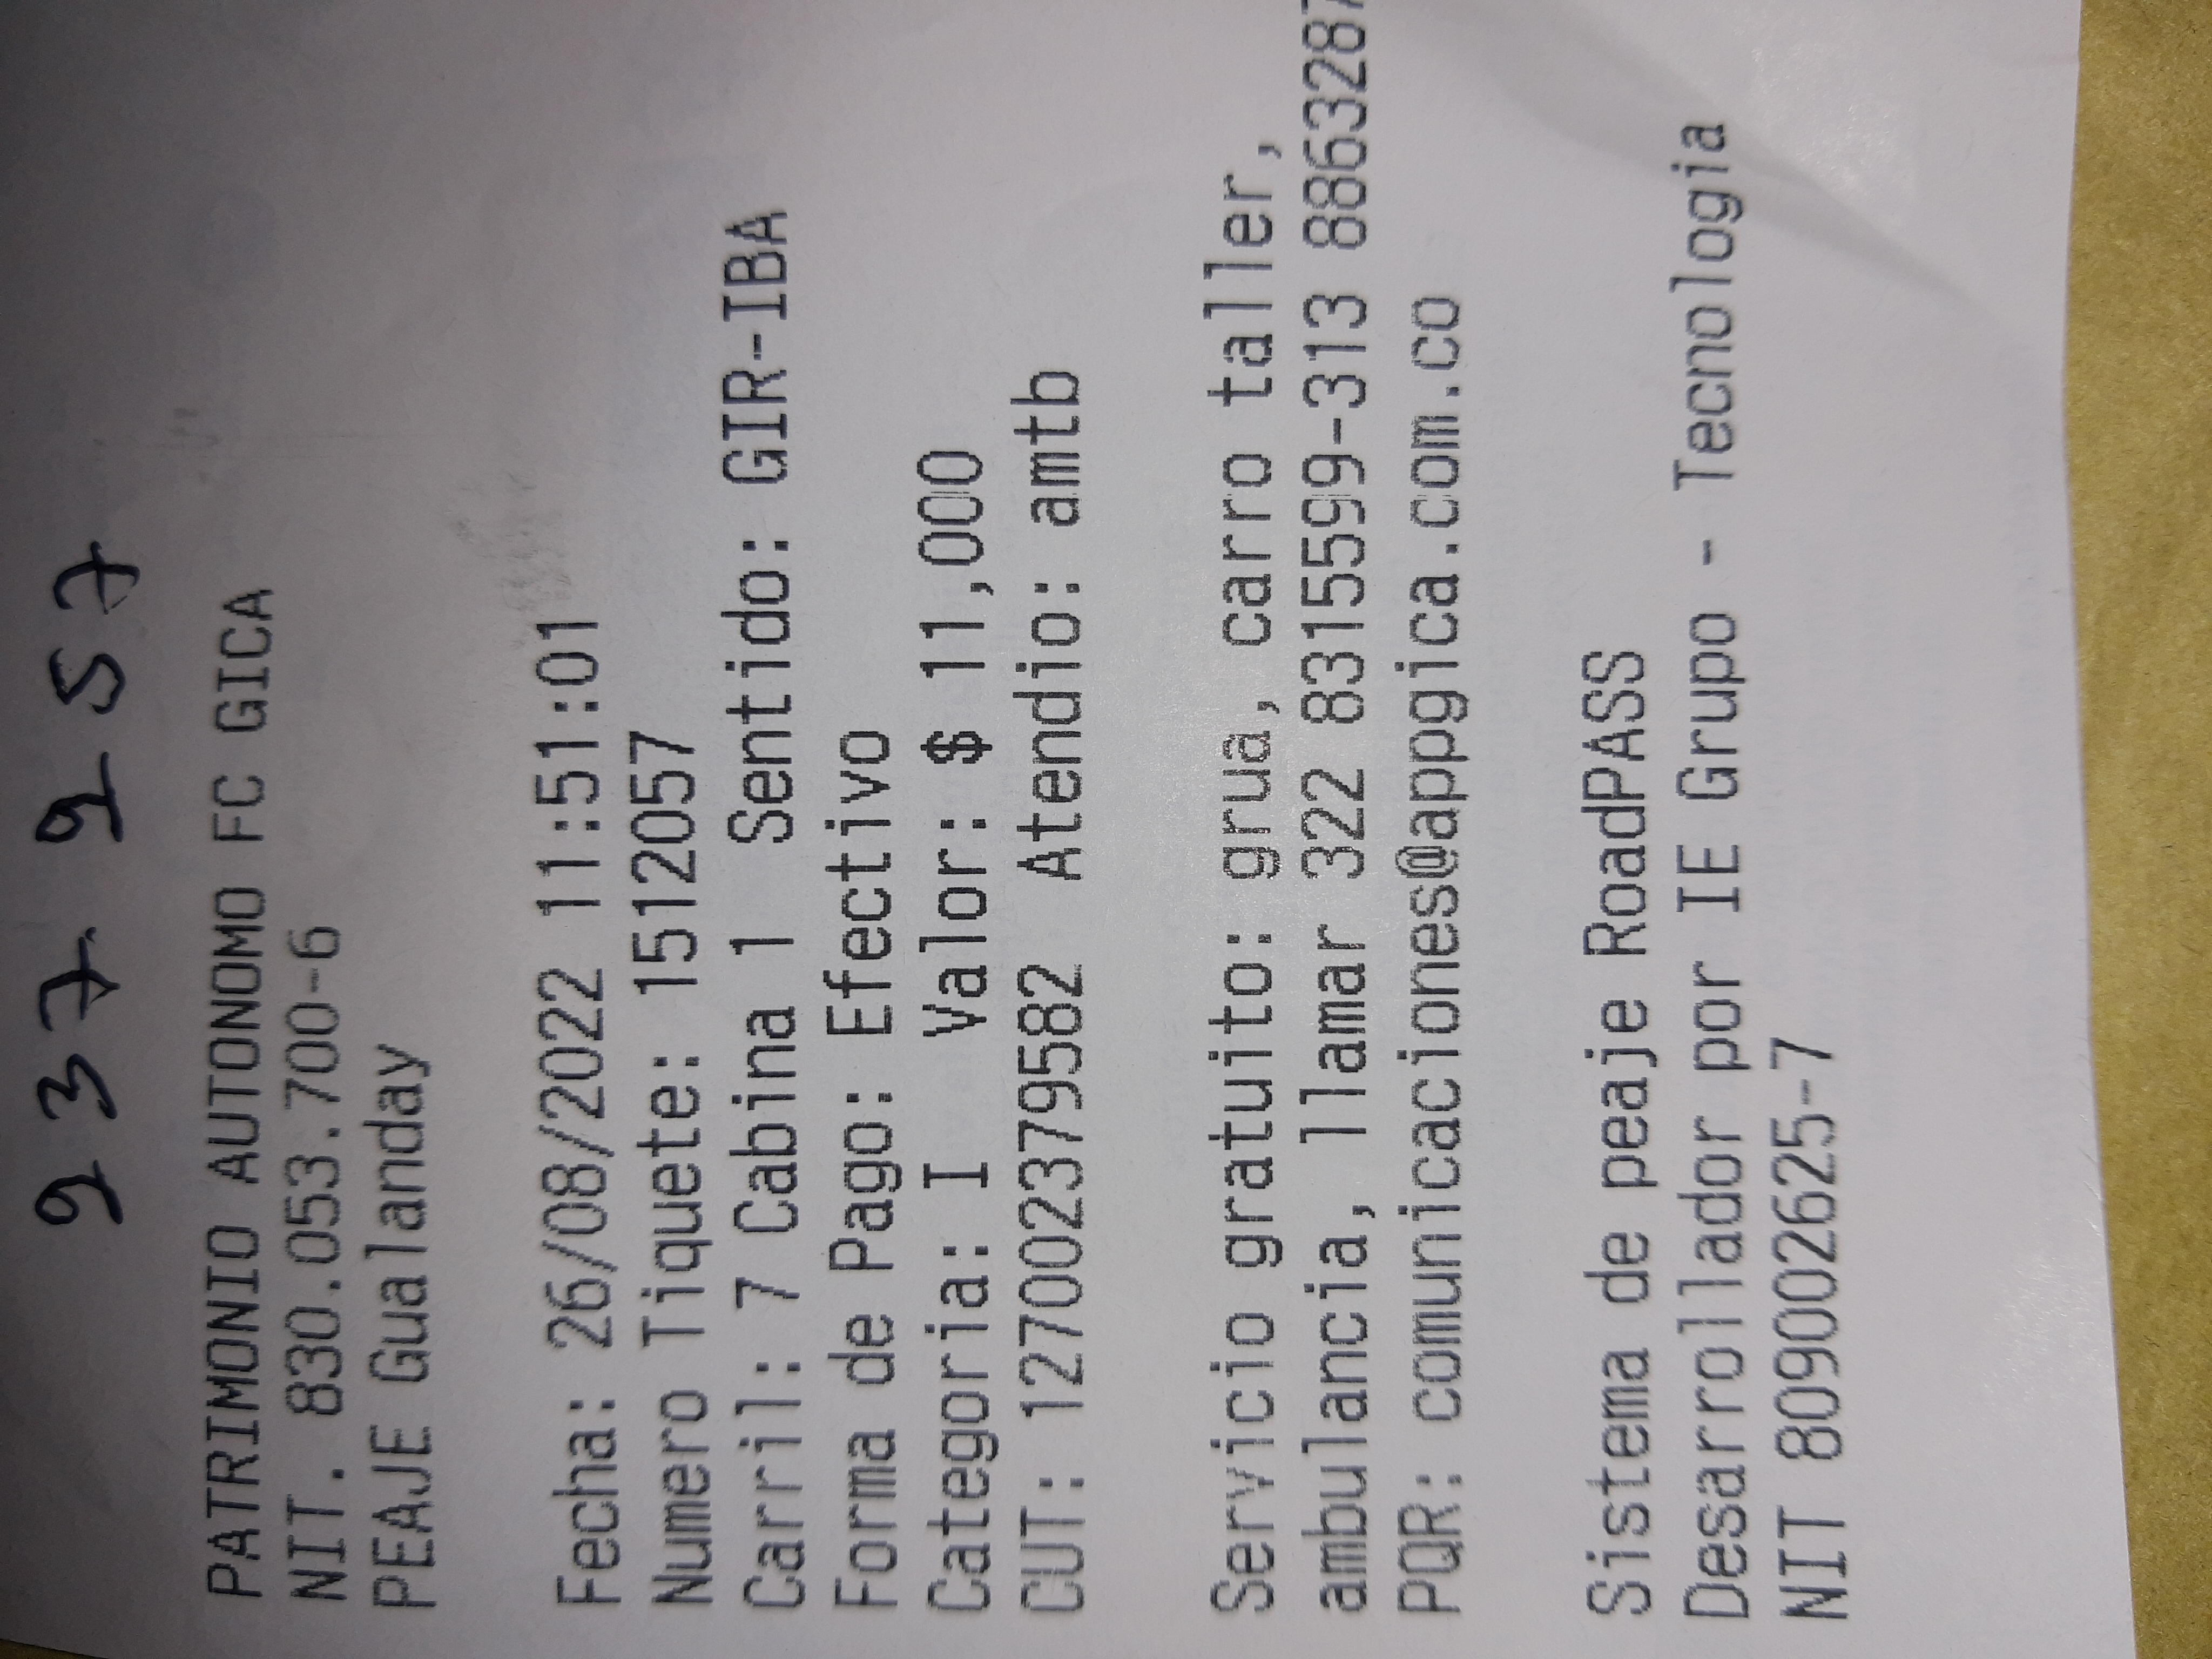 937 957
PATRIMONIO AUTONOMO FC GICA
NIT. 830.053.700-6
PEAJE Gualanday
Fecha: 26/08/2022 11:51:01
Numero Tiquete: 1512057
Carril: 7 Cabina 1 Sentido: GIR-IBA
Forma de Pago: Efectivo
Categoria: I Valor: $ 11,000
CUT: 127002379582 Atendio: amtb
Servicio gratuito: grua, carro taller,
ambulancia, llamar 322 8315599-313 8863287
PQR: comunicaciones@appgica.com.co
Sistema de peaje RoadPASS
Desarrollador por IE Grupo - Tecnologia
NIT 809002625-7